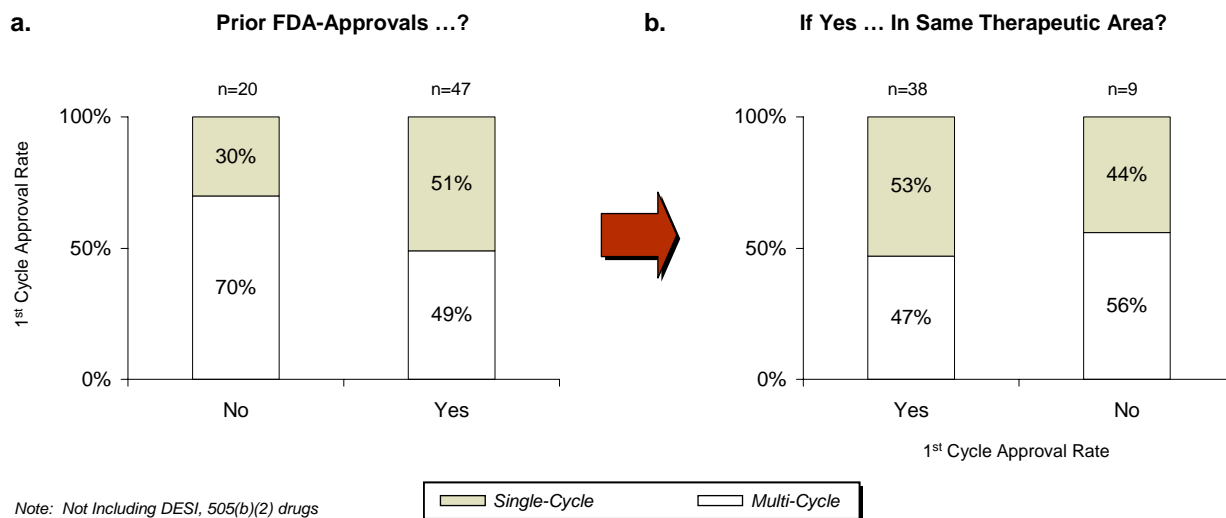 a.
Prior FDA-Approvals ...?
n=20
n=47
1st Cycle Approval Rate
100%
50%
0%
30%
70%
51%
49%
No
Yes
b.
If Yes ... In Same Therapeutic Area?
n=38
n=9
100%
50%
0%
53%
47%
44%
56%
Yes
No
1st Cycle Approval Rate
Note: Not Including DESI, 505(b)(2) drugs
Single-Cycle
Multi-Cycle